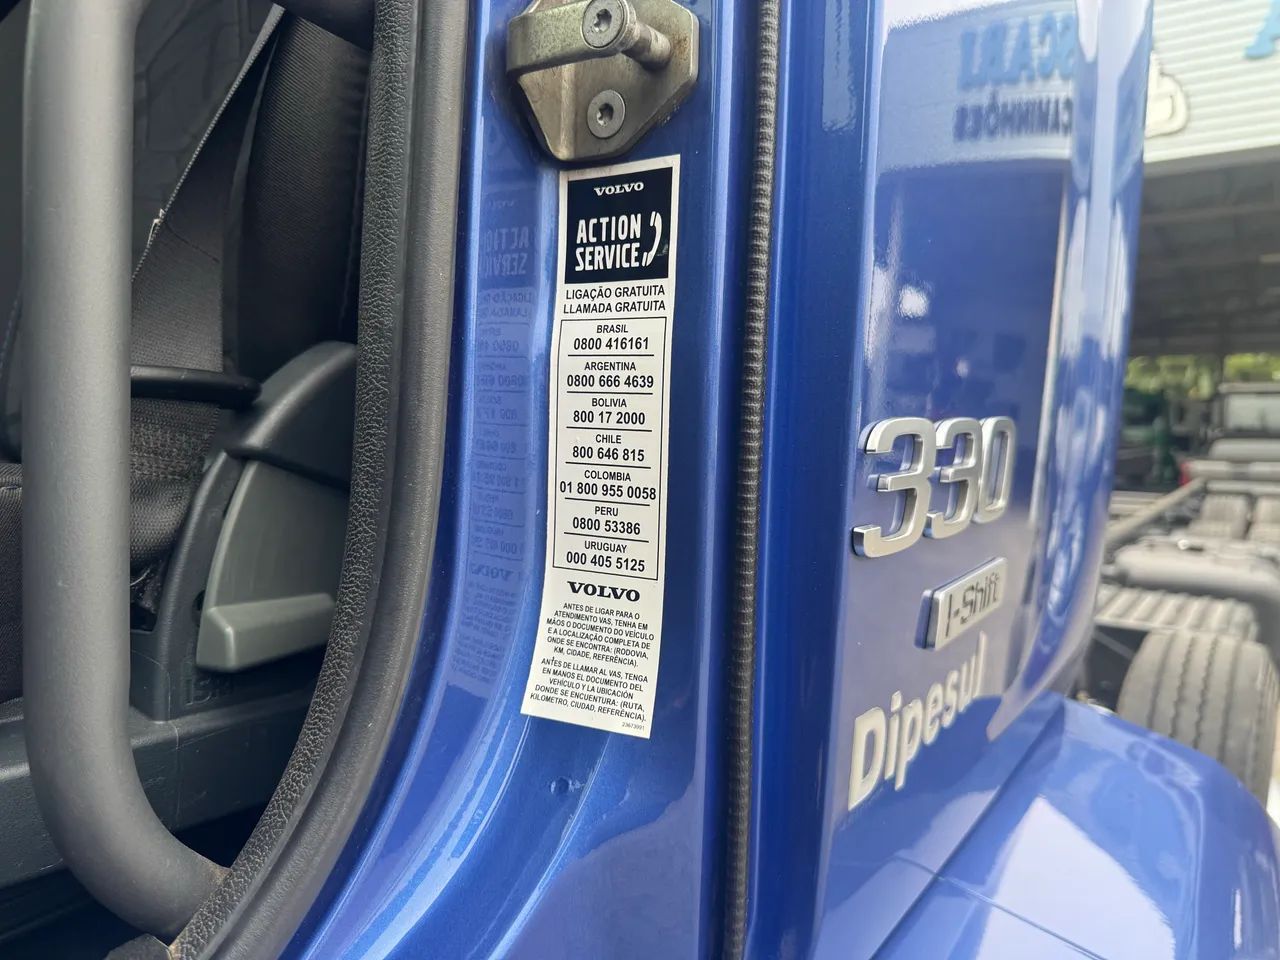 VOLVO
ACTION
SERVICE
LIGAÇÃO GRATUITA
LLAMADA GRATUITA
BRASIL
0800 416161
ARGENTINA
0800 666 4639
BOLIVIA
800 17 2000
CHILE
800 646 815
COLOMBIA
01 800 955 0058
PERU
0800 53386
URUGUAY
000 405 5125
VOLVO
ANTES DE LIGAR PARA O
ATENDIMENTO VAS, TENHA EM
MÃOS O DOCUMENTO DO VEÍCULO
E A LOCALIZAÇÃO COMPLETA DE
ONDE SE ENCONTRA: (RODOVIA,
KM, CIDADE, REFERÊNCIA).
ANTES DE LLAMAR AL VAS, TENGA
EN MANOS EL DOCUMENTO DEL
VEHÍCULO Y LA UBICACIÓN
DONDE SE ENCUENTURA: (RUTA,
KILOMETRO, CIUDAD, REFERÊNCIA).
330
I-Shift
Dipesul
CAMINHÕES